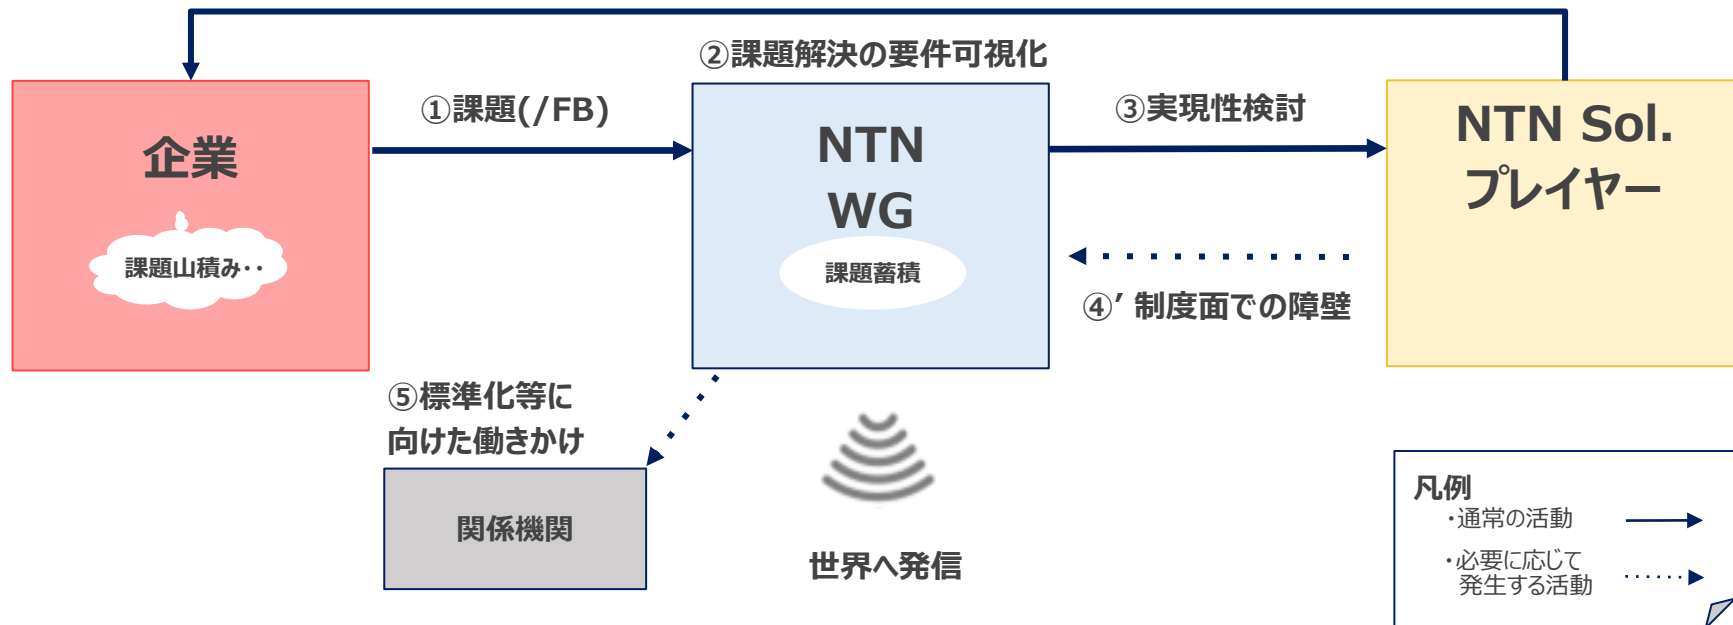 ②課題解決の要件可視化
①課題(/FB)
③実現性検討
企業
課題山積み・・
NTN
WG
課題蓄積
NTN Sol.
プレイヤー
④’ 制度面での障壁
⑤標準化等に
向けた働きかけ
関係機関
世界へ発信
凡例
・通常の活動
・必要に応じて
発生する活動